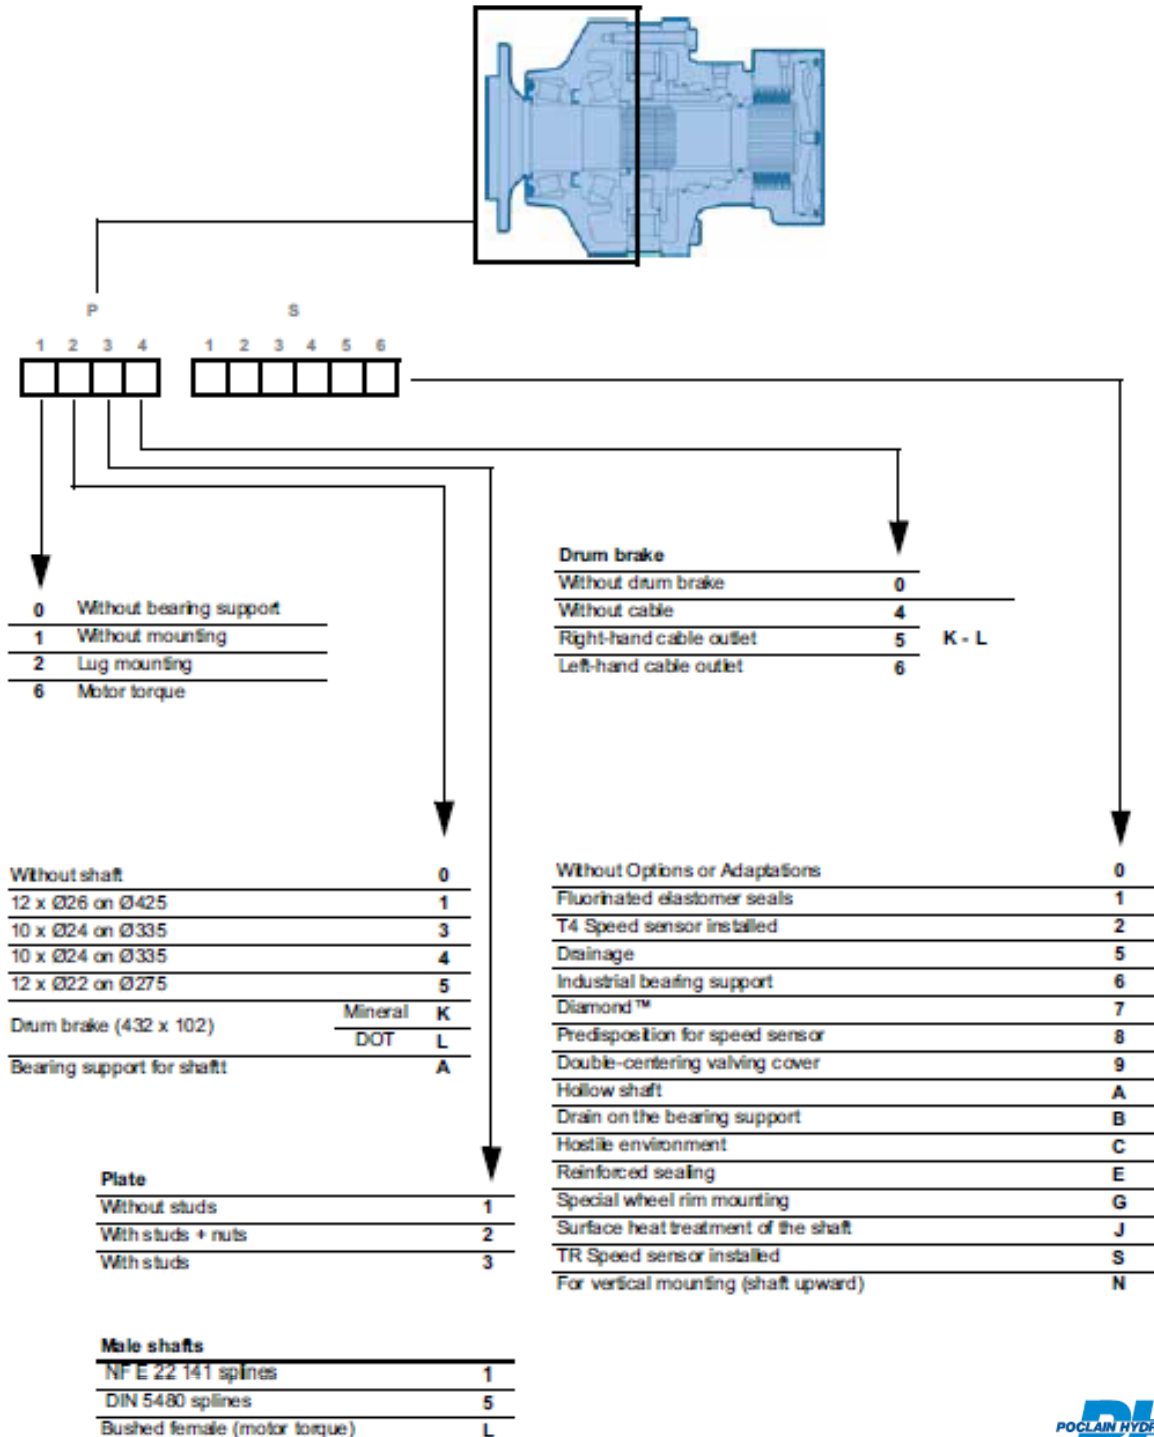 P S
1 2 3 4 1 2 3 4 5 6
0 Without bearing support
1 Without mounting
2 Lug mounting
6 Motor torque
Drum brake
Without drum brake 0
Without cable 4
Right-hand cable outlet 5 K - L
Left-hand cable outlet 6
Without shaft 0
12 x Ø26 on Ø425 1
10 x Ø24 on Ø335 3
10 x Ø24 on Ø335 4
12 x Ø22 on Ø275 5
Drum brake (432 x 102) Mineral K
DOT L
Bearing support for shaftt A
Without Options or Adaptations 0
Fluorinated elastomer seals 1
T4 Speed sensor installed 2
Drainage 5
Industrial bearing support 6
Diamond™ 7
Predisposition for speed sensor 8
Double-centering valving cover 9
Hollow shaft A
Drain on the bearing support B
Hostile environment C
Reinforced sealing E
Special wheel rim mounting G
Surface heat treatment of the shaft J
TR Speed sensor installed S
For vertical mounting (shaft upward) N
Plate
Without studs 1
With studs + nuts 2
With studs 3
Male shafts
NF E 22 141 splines 1
DIN 5480 splines 5
Bushed female (motor torque) L
POCLAIN HYDR